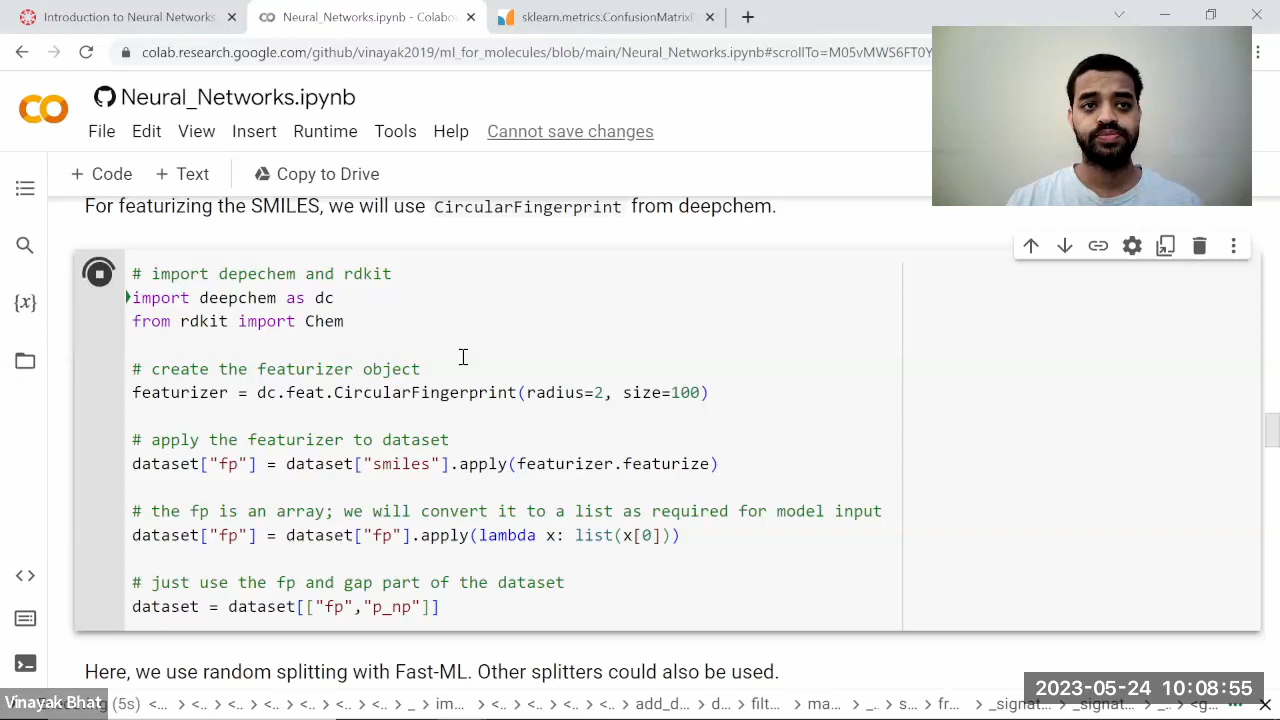 Introduction to Neural Networks
Neural_Networks.ipynb - Colabo
sklearn.metrics.ConfusionMatrixD
colab.research.google.com/github/vinayak2019/ml_for_molecules/blob/main/Neural_Networks.ipynb#scrollTo=M05vMWS6FT0Y
Neural_Networks.ipynb
File Edit View Insert Runtime Tools Help Cannot save changes
+ Code + Text Copy to Drive
For featurizing the SMILES, we will use CircularFingerprint from deepchem.
# import depechem and rdkit
import deepchem as dc
from rdkit import Chem
# create the featurizer object
featurizer = dc.feat.CircularFingerprint(radius=2, size=100)
# apply the featurizer to dataset
dataset["fp"] = dataset["smiles"].apply(featurizer.featurize)
# the fp is an array; we will convert it to a list as required for model input
dataset["fp"] = dataset["fp"].apply(lambda x: list(x[0]))
# just use the fp and gap part of the dataset
dataset = dataset[["fp","p_np"]]
Here, we use random splitting with Fast-ML. Other splitters could also be used.
2023-05-24 10:08:55
Vinayak Bhat
(5s) <... <... <... <... <... <... _ im... <... <... <... <... add_d... d... filt... ma... _... s... fr... _signat... _signat... _... <g...